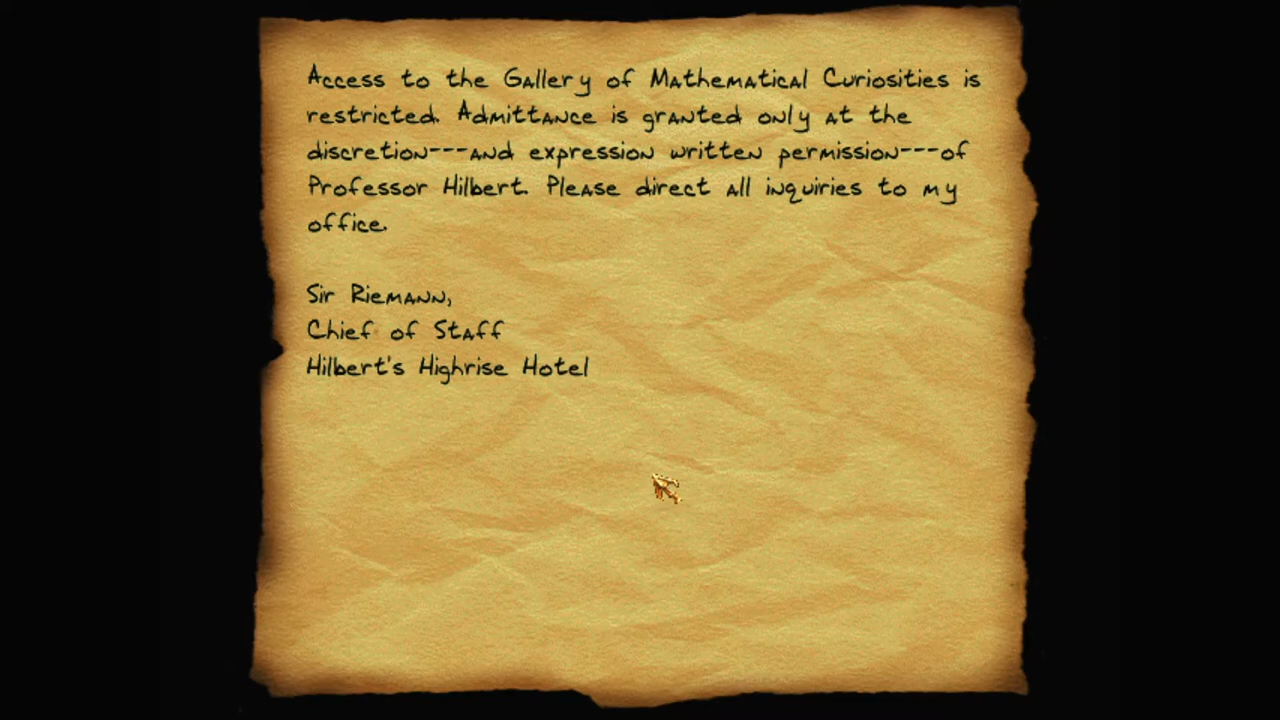 Access to the Gallery of Mathematical Curiosities is
restricted. Admittance is granted only at the
discretion---and expression written permission---of
Professor Hilbert. Please direct all inquiries to my
office.
Sir Riemann,
Chief of Staff
Hilbert's Highrise Hotel